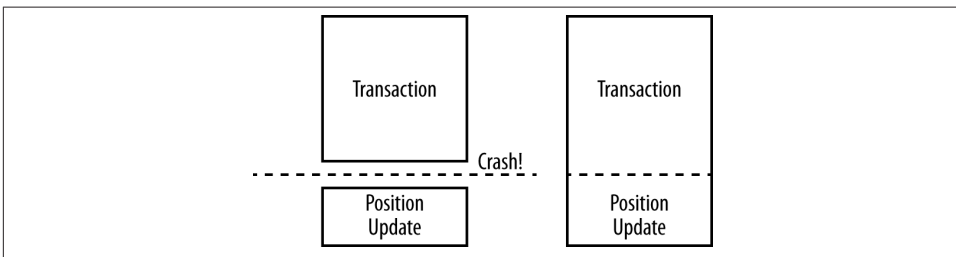 Transaction
Transaction
Crash!
Position
Update
Position
Update